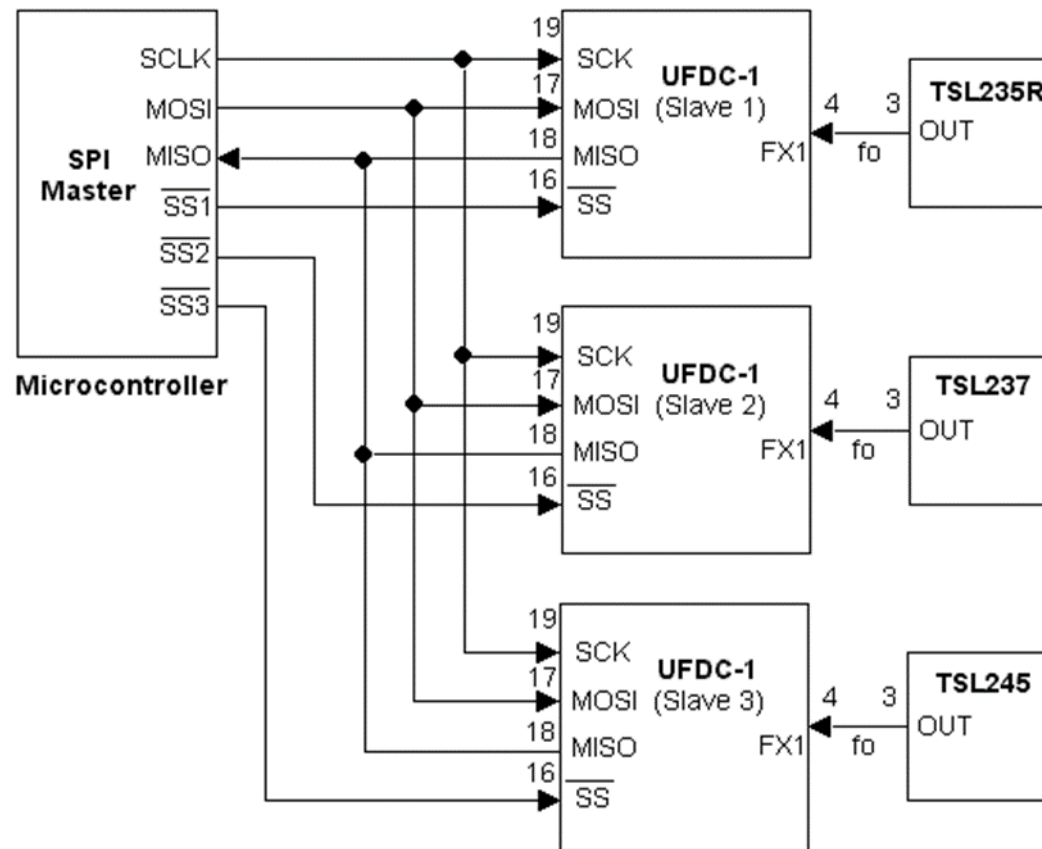 SPI
Master
SCLK
MOSI
MISO
SS1
SS2
SS3
Microcontroller
19
SCK
17
MOSI
18
MISO
16
SS
UFDC-1
(Slave 1)
FX1
4
3
fo
TSL235R
OUT
19
SCK
17
MOSI
18
MISO
16
SS
UFDC-1
(Slave 2)
FX1
4
3
fo
TSL237
OUT
19
SCK
17
MOSI
18
MISO
16
SS
UFDC-1
(Slave 3)
FX1
4
3
fo
TSL245
OUT